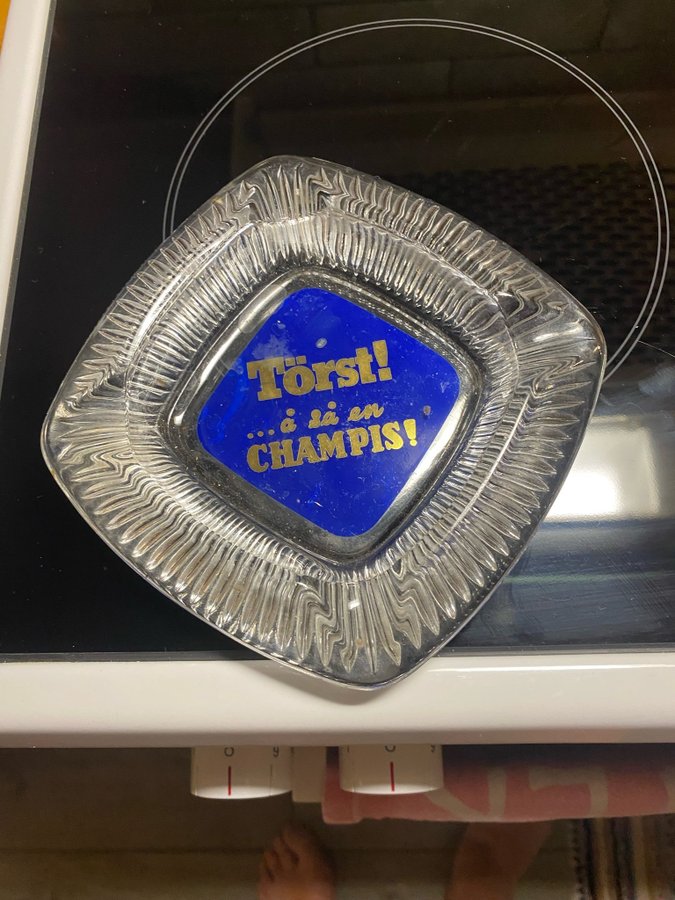 Törst!
...å så en
CHAMPIS!